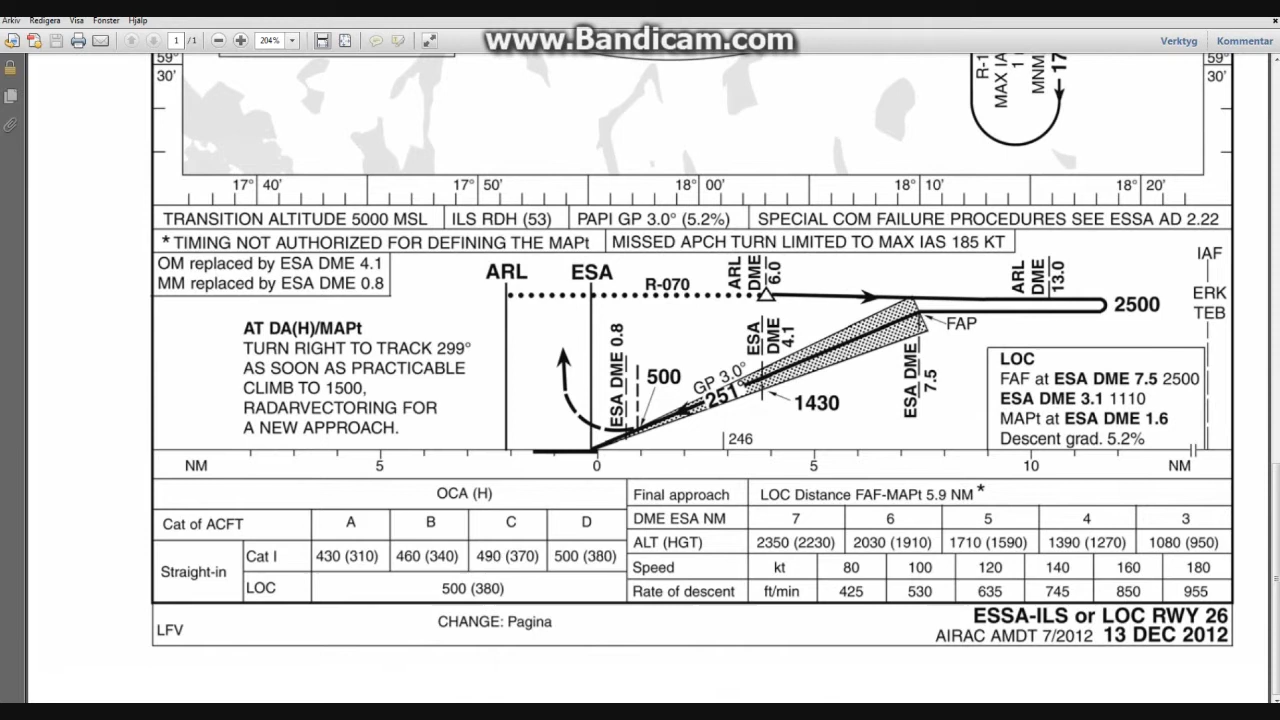 Arkiv Redigera Visa Fönster Hjälp
www.Bandicam.com
1 / 1
204%
Verktyg Kommentar
59°
30'
R-1
MAX IA
1
MNM
17
59°
30'
17° 40' 17° 50' 18° 00' 18° 10' 18° 20'
TRANSITION ALTITUDE 5000 MSL ILS RDH (53) PAPI GP 3.0° (5.2%) SPECIAL COM FAILURE PROCEDURES SEE ESSA AD 2.22
* TIMING NOT AUTHORIZED FOR DEFINING THE MAPt MISSED APCH TURN LIMITED TO MAX IAS 185 KT
OM replaced by ESA DME 4.1
MM replaced by ESA DME 0.8
ARL ESA
R-070
ARL DME 6.0
ARL DME 13.0
IAF
ERK
TEB
2500
AT DA(H)/MAPt
TURN RIGHT TO TRACK 299°
AS SOON AS PRACTICABLE
CLIMB TO 1500,
RADARVECTORING FOR
A NEW APPROACH.
ESA DME 0.8
500
GP 3.0°
251°
ESA DME 4.1
1430
246
FAP
ESA DME 7.5
LOC
FAF at ESA DME 7.5 2500
ESA DME 3.1 1110
MAPt at ESA DME 1.6
Descent grad. 5.2%
NM 5 0 5 10 NM
OCA (H)
Cat of ACFT A B C D
Straight-in
Cat I 430 (310) 460 (340) 490 (370) 500 (380)
LOC 500 (380)
Final approach LOC Distance FAF-MAPt 5.9 NM *
DME ESA NM 7 6 5 4 3
ALT (HGT) 2350 (2230) 2030 (1910) 1710 (1590) 1390 (1270) 1080 (950)
Speed kt 80 100 120 140 160 180
Rate of descent ft/min 425 530 635 745 850 955
LFV
CHANGE: Pagina
ESSA-ILS or LOC RWY 26
AIRAC AMDT 7/2012 13 DEC 2012